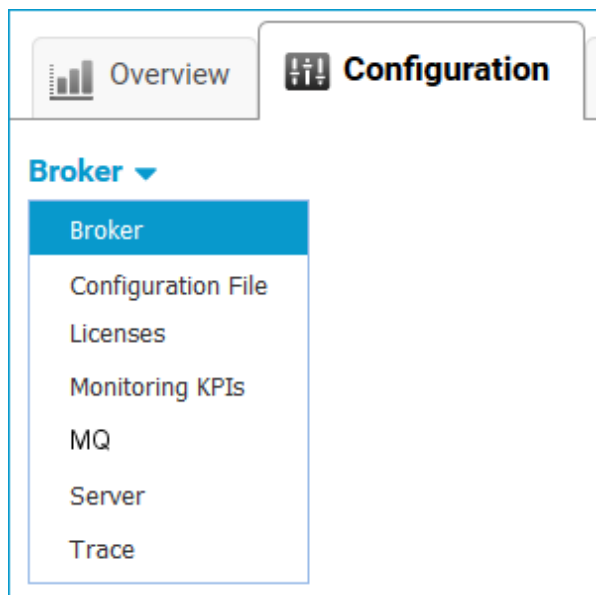 Overview
Configuration
Broker
Broker
Configuration File
Licenses
Monitoring KPIs
MQ
Server
Trace